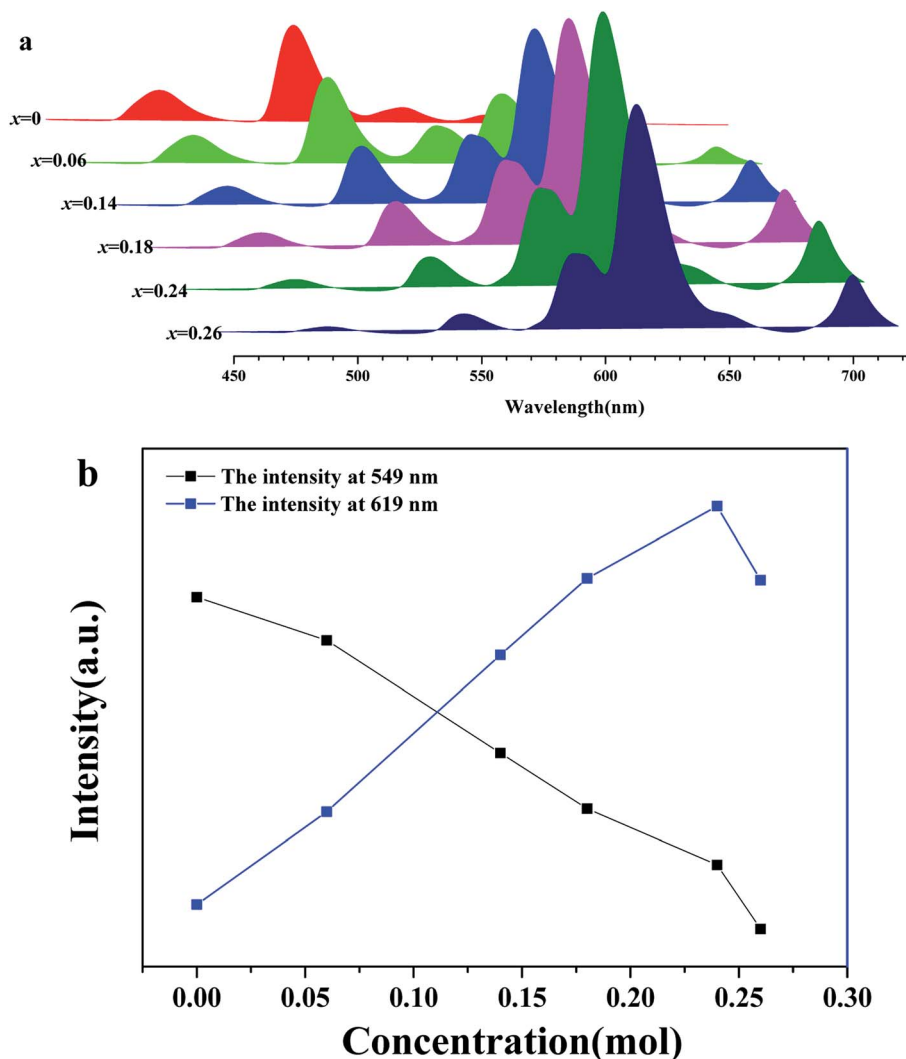 a
x=0
x=0.06
x=0.14
x=0.18
x=0.24
x=0.26
450 500 550 600 650 700
Wavelength(nm)
b
The intensity at 549 nm
The intensity at 619 nm
Intensity(a.u.)
0.00 0.05 0.10 0.15 0.20 0.25 0.30
Concentration(mol)